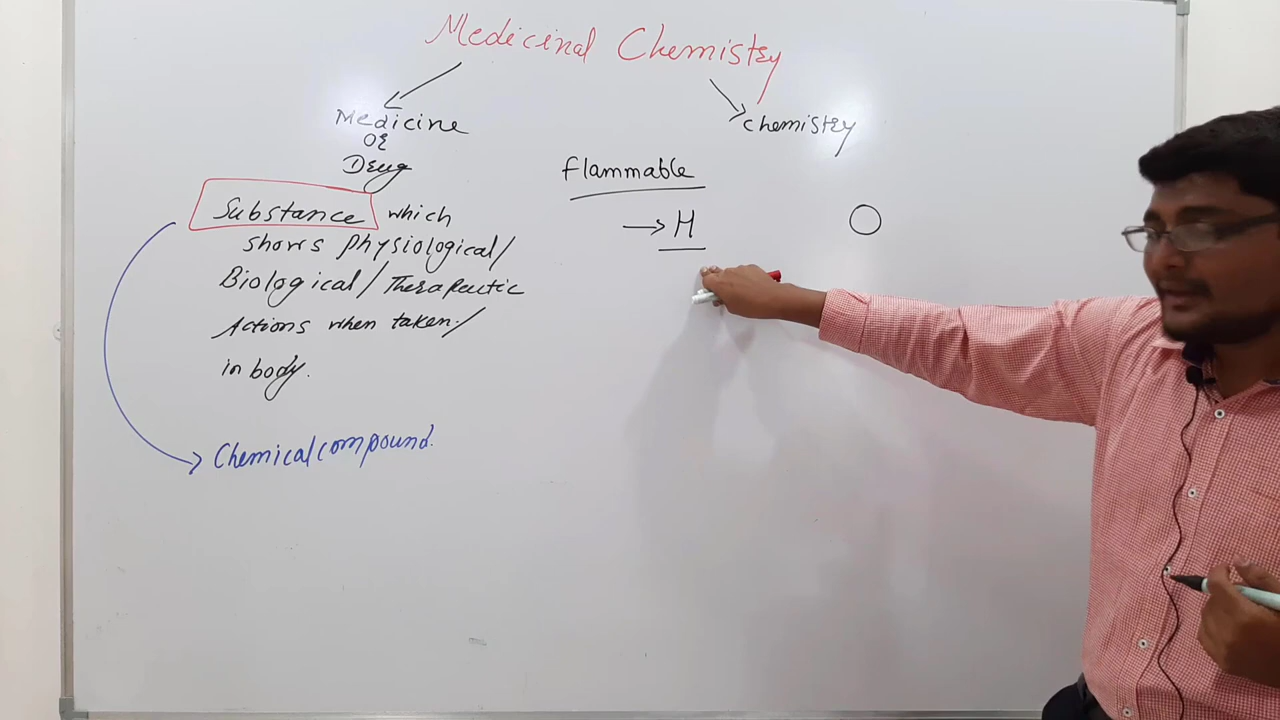 Medicinal Chemistry
Medicine
or
Drug
Substance which
shows physiological/
Biological/Therapeutic
Actions when taken/
in body.
Chemical compound.
chemistry
flammable
→ H
O